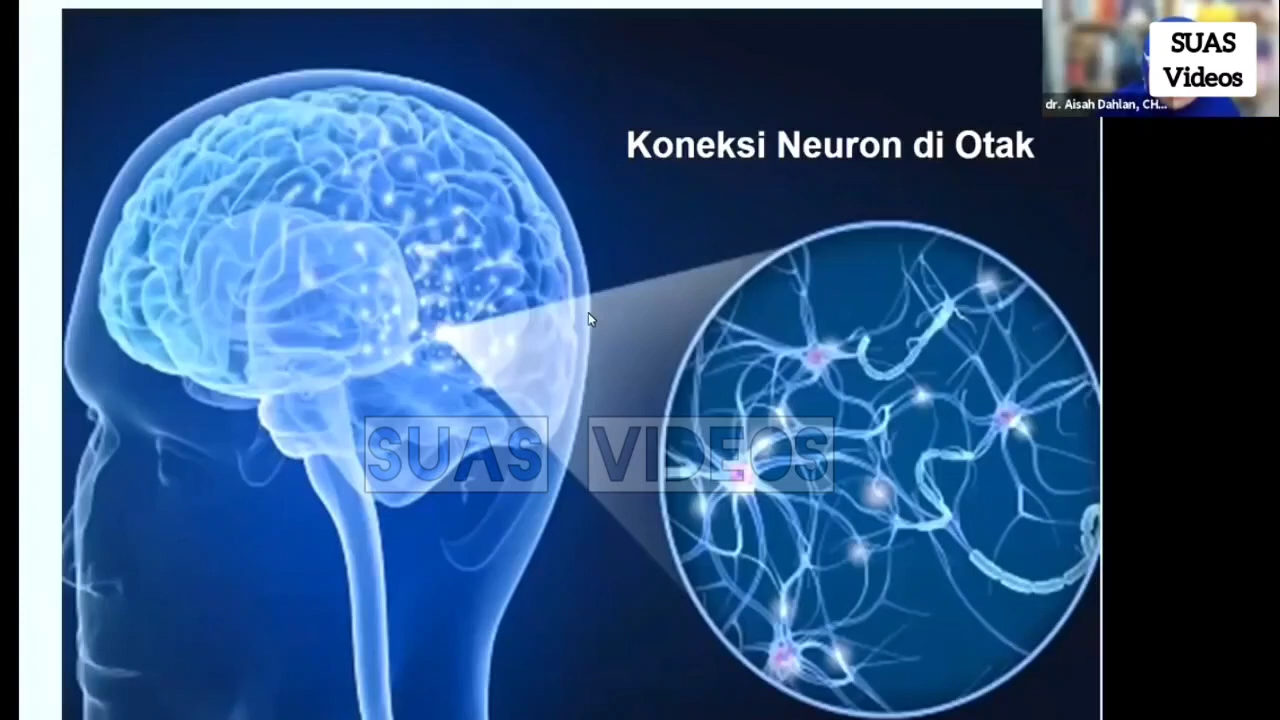 SUAS
Videos
dr. Aisah Dahlan, CH...
Koneksi Neuron di Otak
SUAS VIDEOS